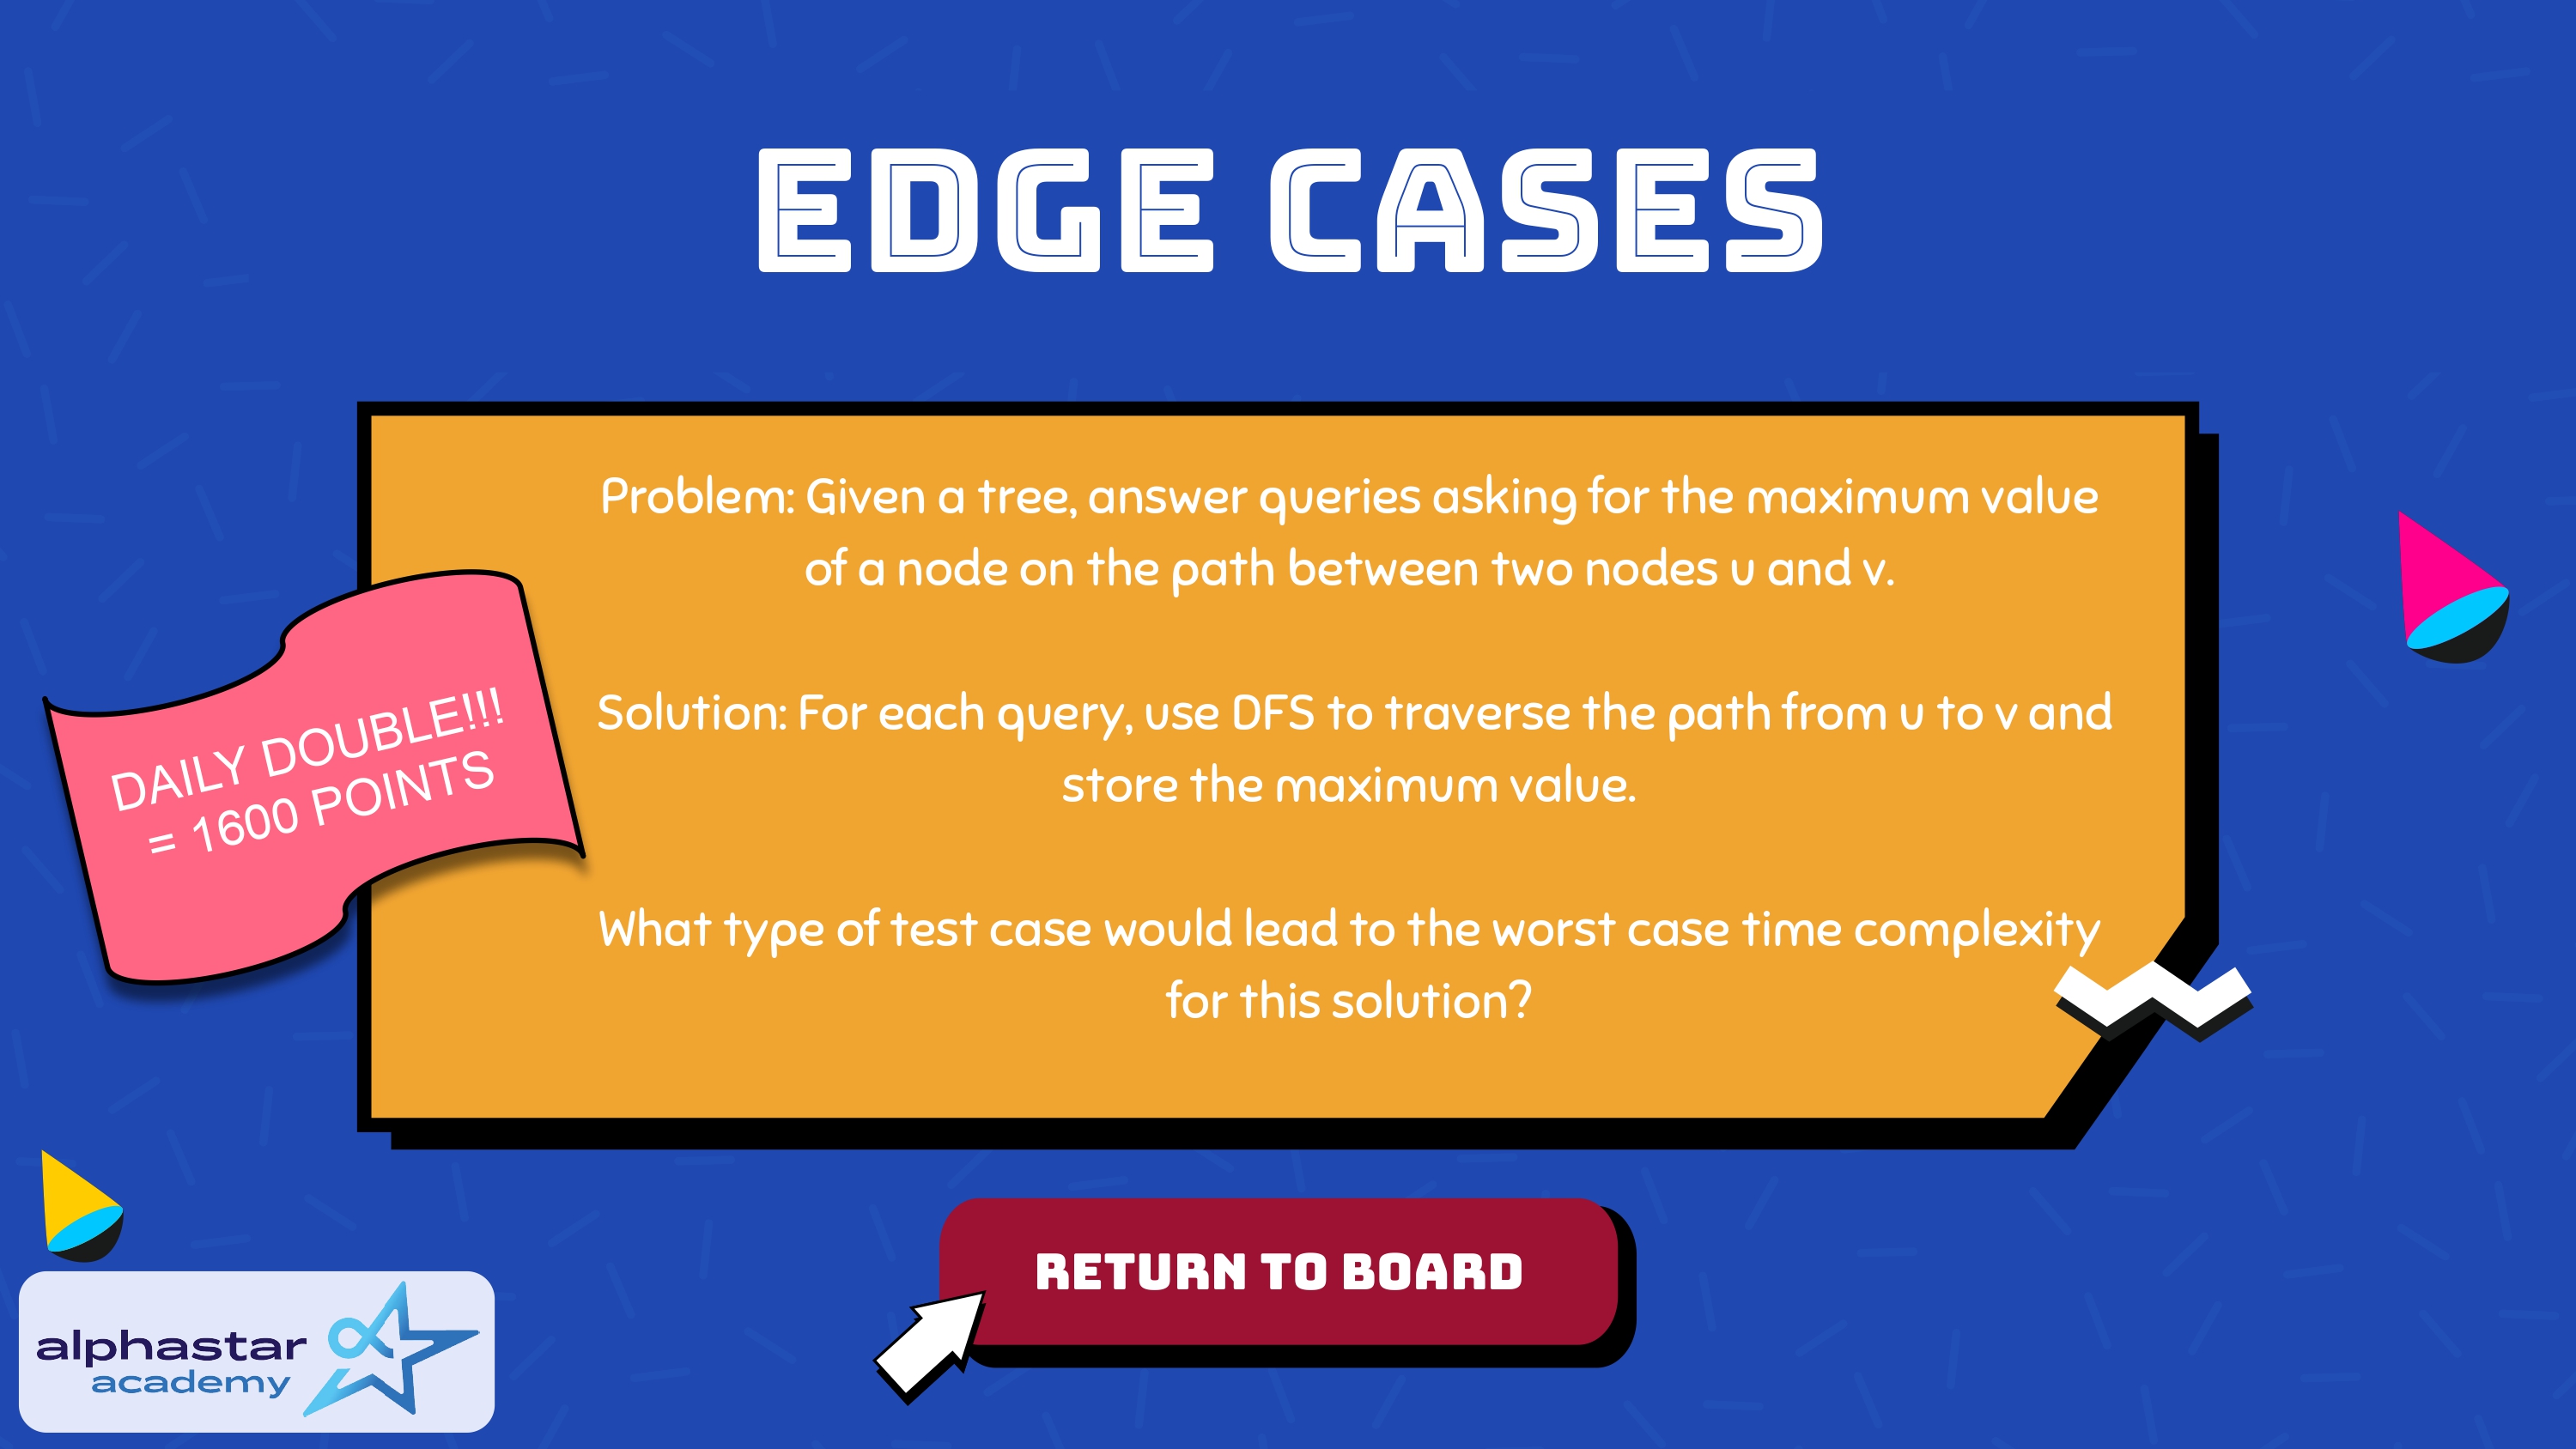 EDGE CASES
Problem: Given a tree, answer queries asking for the maximum value
of a node on the path between two nodes u and v.
Solution: For each query, use DFS to traverse the path from u to v and
store the maximum value.
What type of test case would lead to the worst case time complexity
for this solution?
DAILY DOUBLE!!!
= 1600 POINTS
RETURN TO BOARD
alphastar
academy